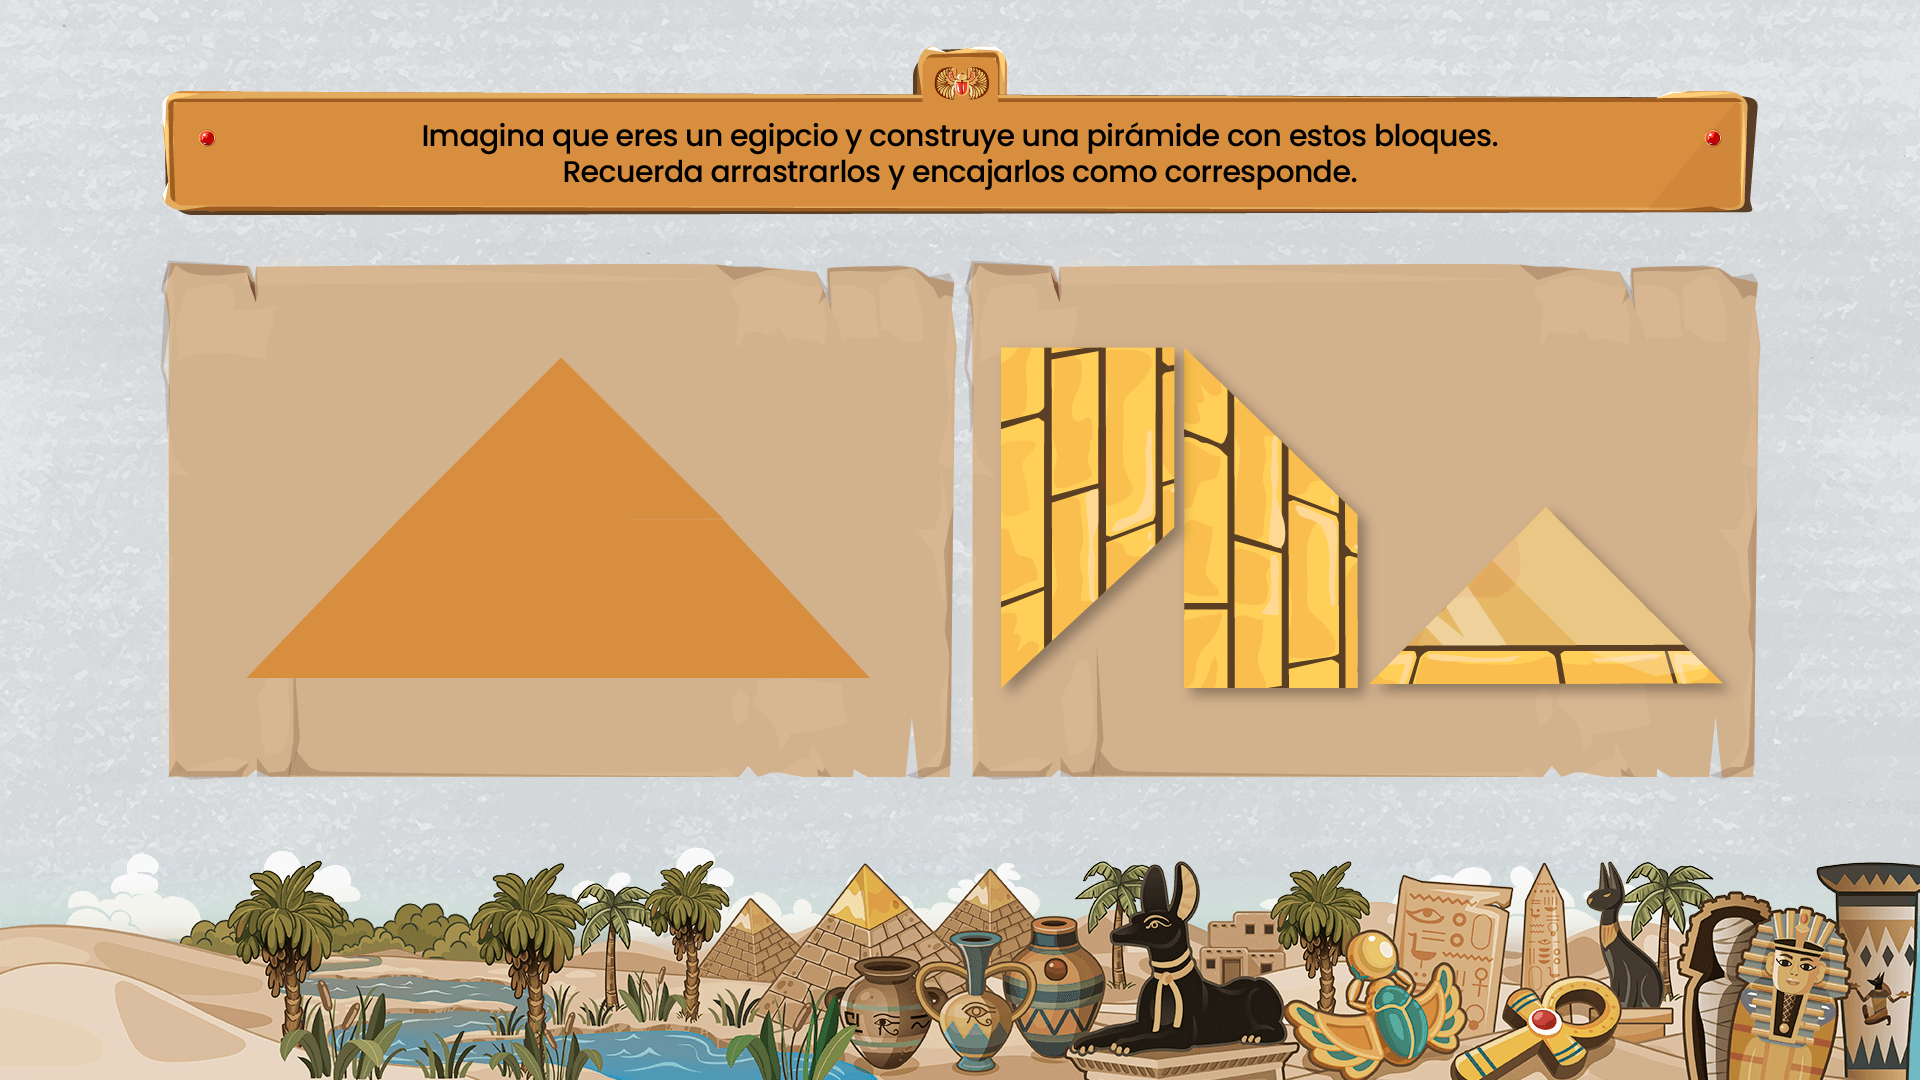 Imagina que eres un egipcio y construye una pirámide con estos bloques.
Recuerda arrastrarlos y encajarlos como corresponde.